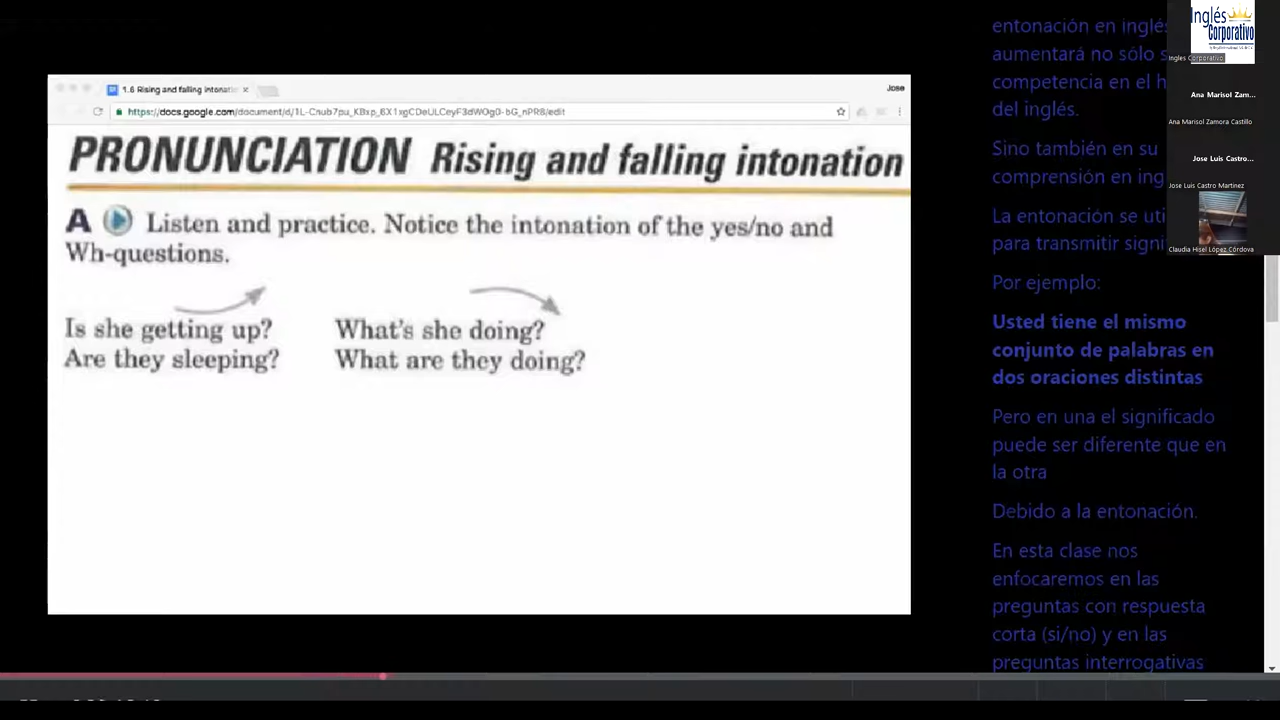 1.6 Rising and falling intonatio
Jose
https://docs.google.com/document/d/1L-Cnub7pu_KBxp_6X1xgCDeULCeyF3dWOg0-bG_nPR8/edit
PRONUNCIATION Rising and falling intonation
A Listen and practice. Notice the intonation of the yes/no and
Wh-questions.
Is she getting up? What's she doing?
Are they sleeping? What are they doing?
entonación en inglés
aumentará no sólo s
competencia en el h
del inglés.
Sino también en su
comprensión en ing
La entonación se uti
para transmitir signi
Por ejemplo:
Usted tiene el mismo
conjunto de palabras en
dos oraciones distintas
Pero en una el significado
puede ser diferente que en
la otra
Debido a la entonación.
En esta clase nos
enfocaremos en las
preguntas con respuesta
corta (si/no) y en las
preguntas interrogativas
Inglés
Corporativo
Ingles Corporativo
Ana Marisol Zam...
Ana Marisol Zamora Castillo
Jose Luis Castro...
Jose Luis Castro Martinez
Claudia Hisel López Córdova